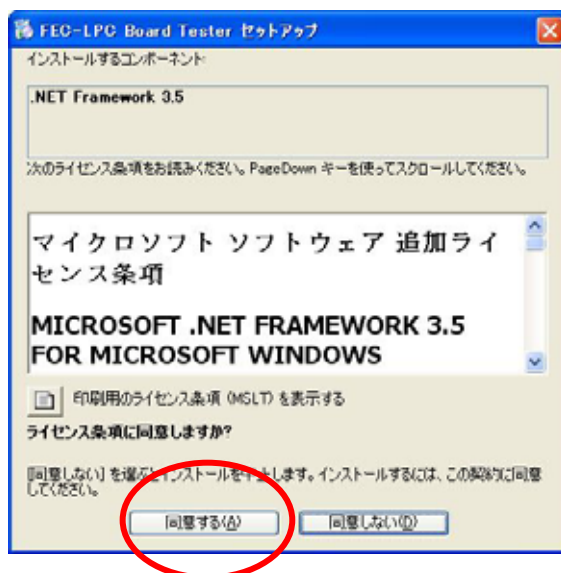 FEC-LPC Board Tester セットアップ
インストールするコンポーネント:
.NET Framework 3.5
次のライセンス条項をお読みください。PageDown キーを使ってスクロールしてください。
マイクロソフト ソフトウェア 追加ライ
センス条項
MICROSOFT .NET FRAMEWORK 3.5
FOR MICROSOFT WINDOWS
印刷用のライセンス条項 (MSLT) を表示する
ライセンス条項に同意しますか?
[同意しない] を選ぶとインストールを中止します。インストールするには、この契約に同意
してください。
同意する(A)
同意しない(D)